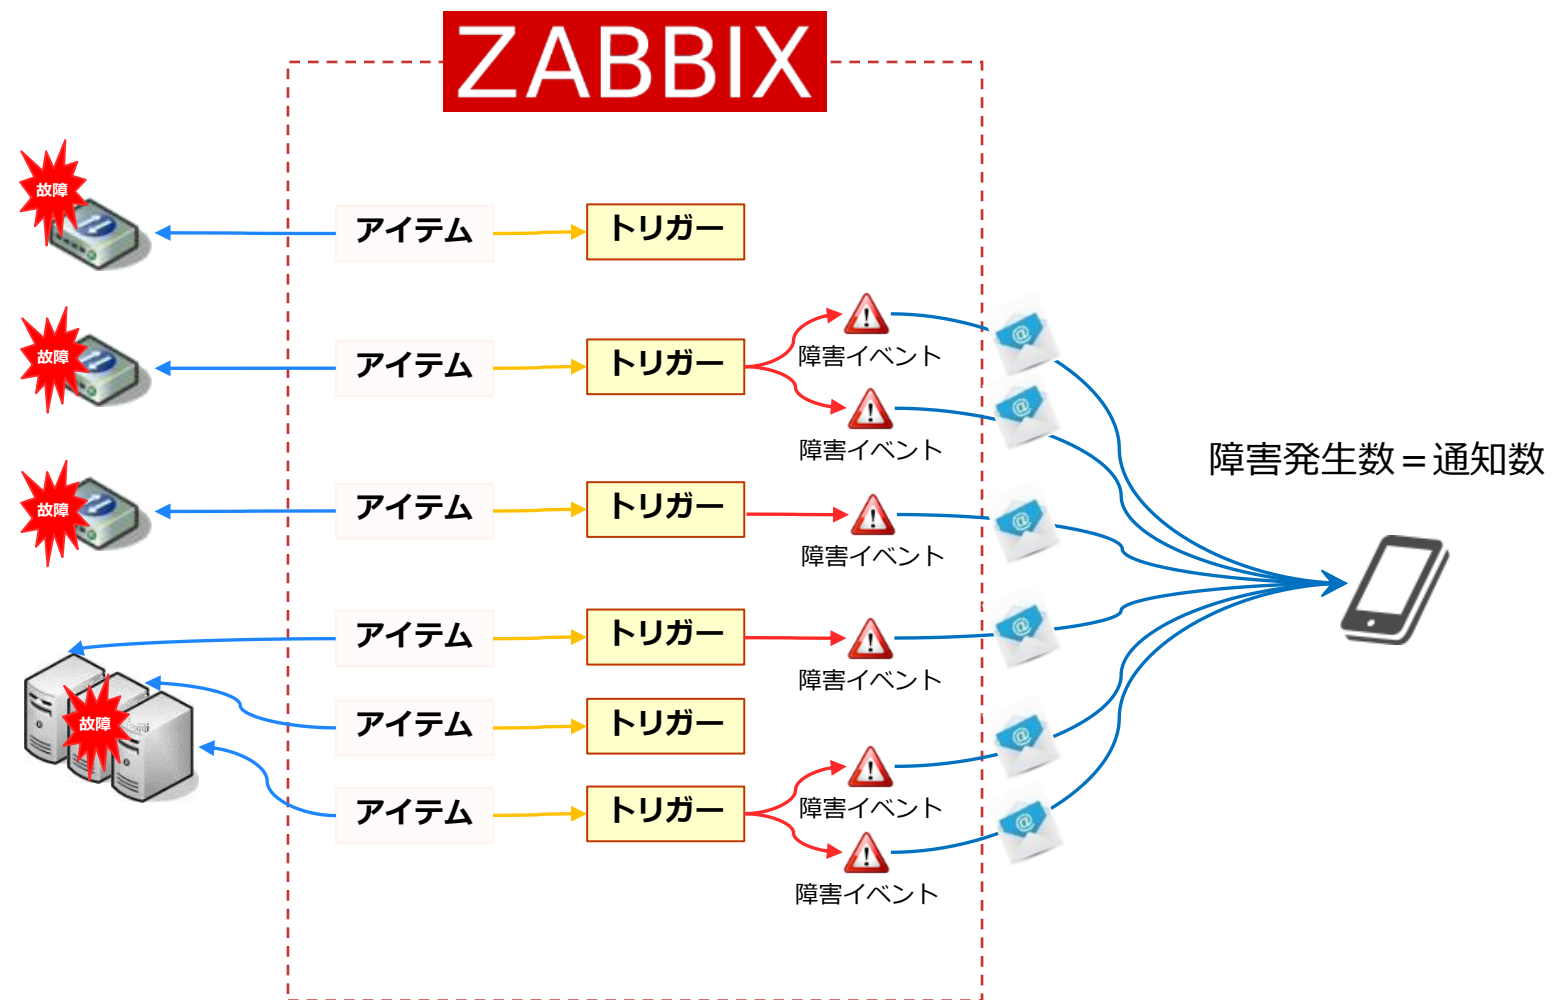 ZABBIX
故障
アイテム
トリガー
故障
アイテム
トリガー
障害イベント
@
障害イベント
@
障害発生数＝通知数
故障
アイテム
トリガー
障害イベント
@
アイテム
トリガー
障害イベント
@
故障
アイテム
トリガー
アイテム
トリガー
障害イベント
@
障害イベント
@